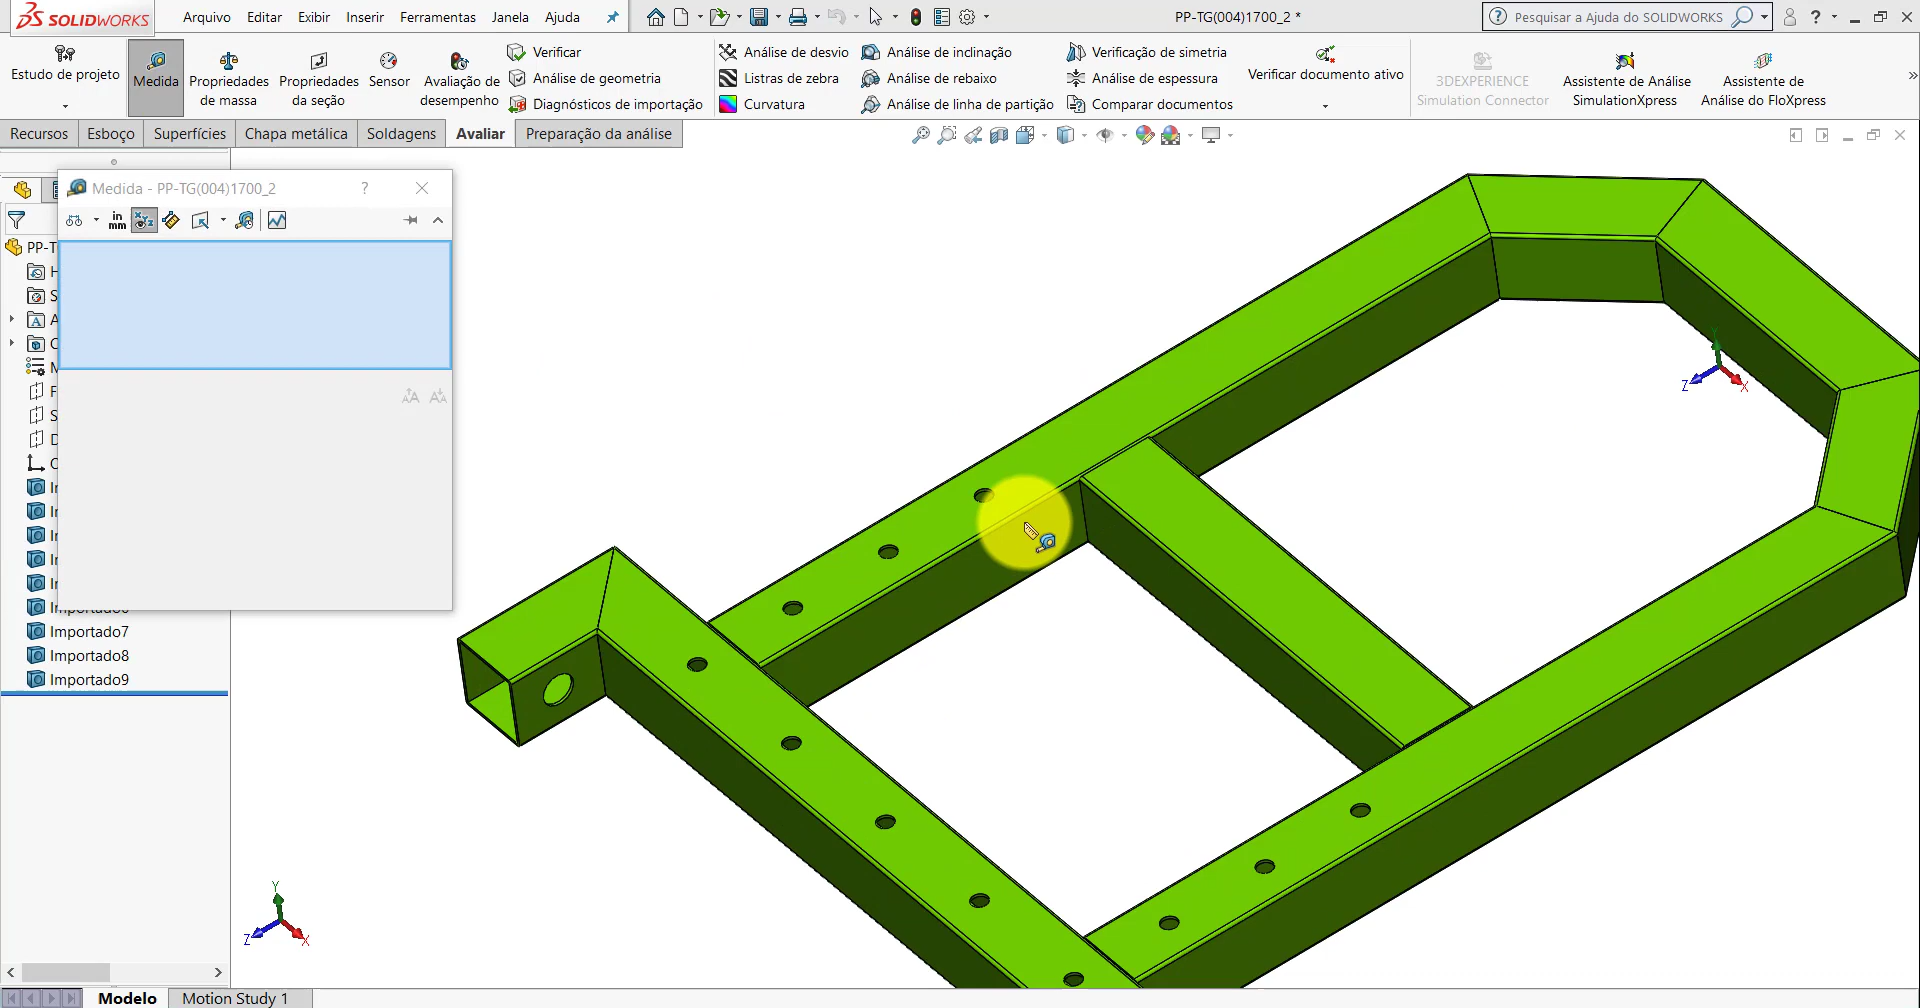 SOLIDWORKS
Arquivo Editar Exibir Inserir Ferramentas Janela Ajuda
PP-TG(004)1700_2 *
Pesquisar a Ajuda do SOLIDWORKS
Estudo de projeto
Medida
Propriedades de massa
Propriedades da seção
Sensor
Avaliação de desempenho
Verificar
Análise de geometria
Diagnósticos de importação
Análise de desvio
Listras de zebra
Curvatura
Análise de inclinação
Análise de rebaixo
Análise de linha de partição
Verificação de simetria
Análise de espessura
Comparar documentos
Verificar documento ativo
3DEXPERIENCE
Simulation Connector
Assistente de Análise
SimulationXpress
Assistente de
Análise do FloXpress
Recursos Esboço Superfícies Chapa metálica Soldagens Avaliar Preparação da análise
Medida - PP-TG(004)1700_2
in
mm
PP-T
Importado7
Importado8
Importado9
Y
Z
X
Y
Z
X
Modelo Motion Study 1